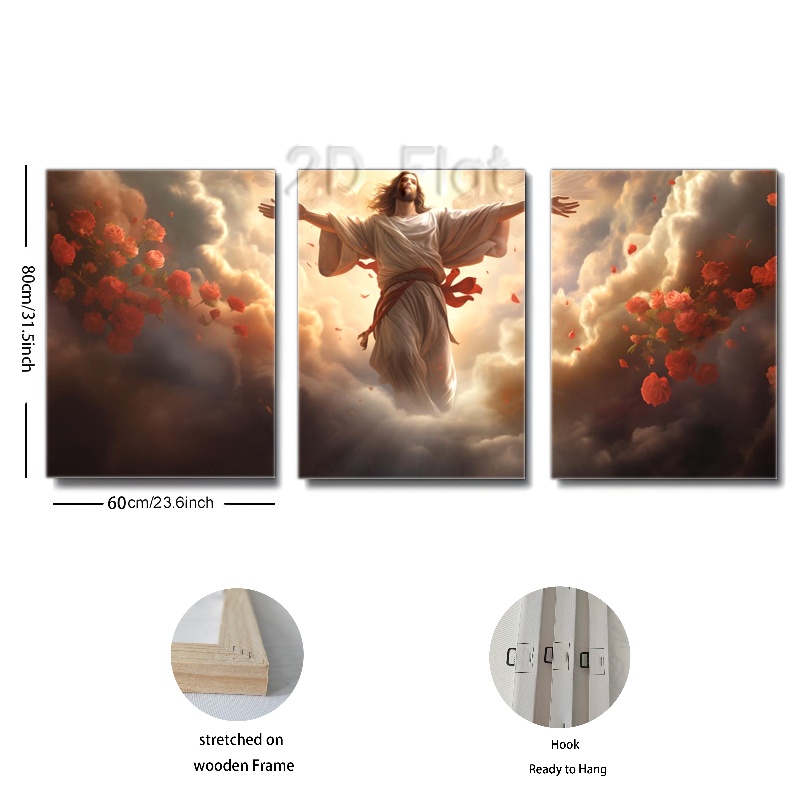 2D Flat
80cm/31.5inch
60cm/23.6inch
stretched on
wooden Frame
Hook
Ready to Hang